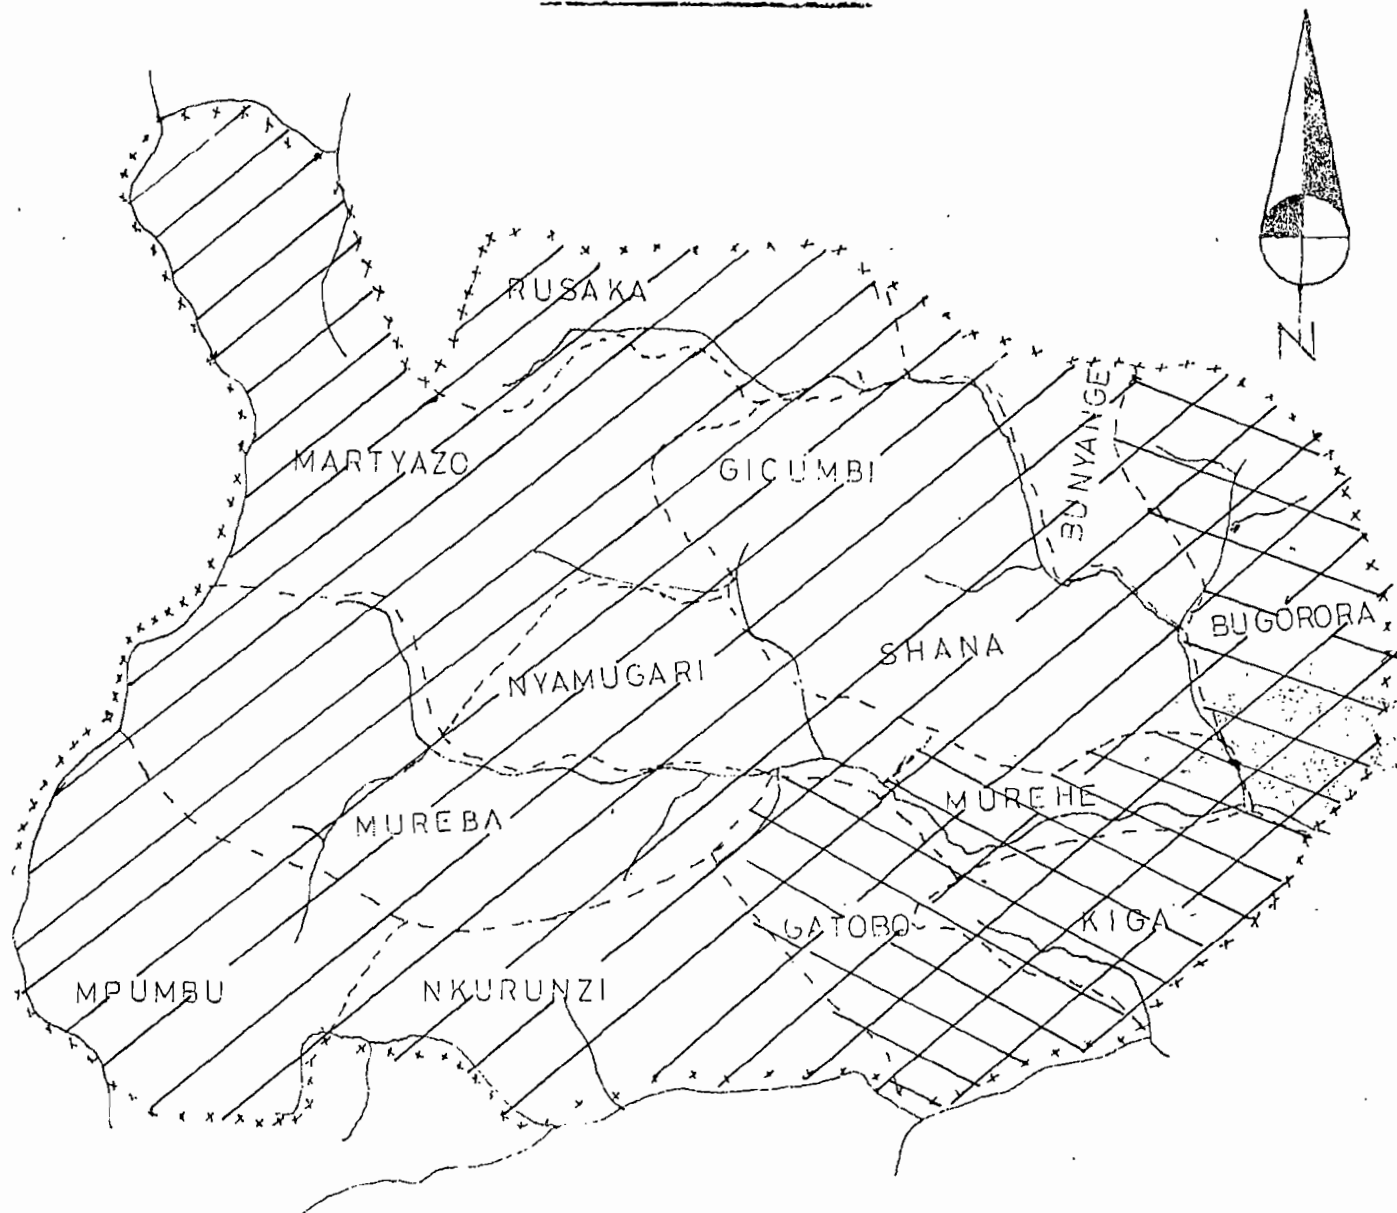 N
RUSAKA
BUNYANGE
MARTYAZO
GICUMBI
BUGORORA
SHANA
NYAMUGARI
MUREHE
MUREBA
GATOBO
KIGA
MPUMBU
NKURUNZI